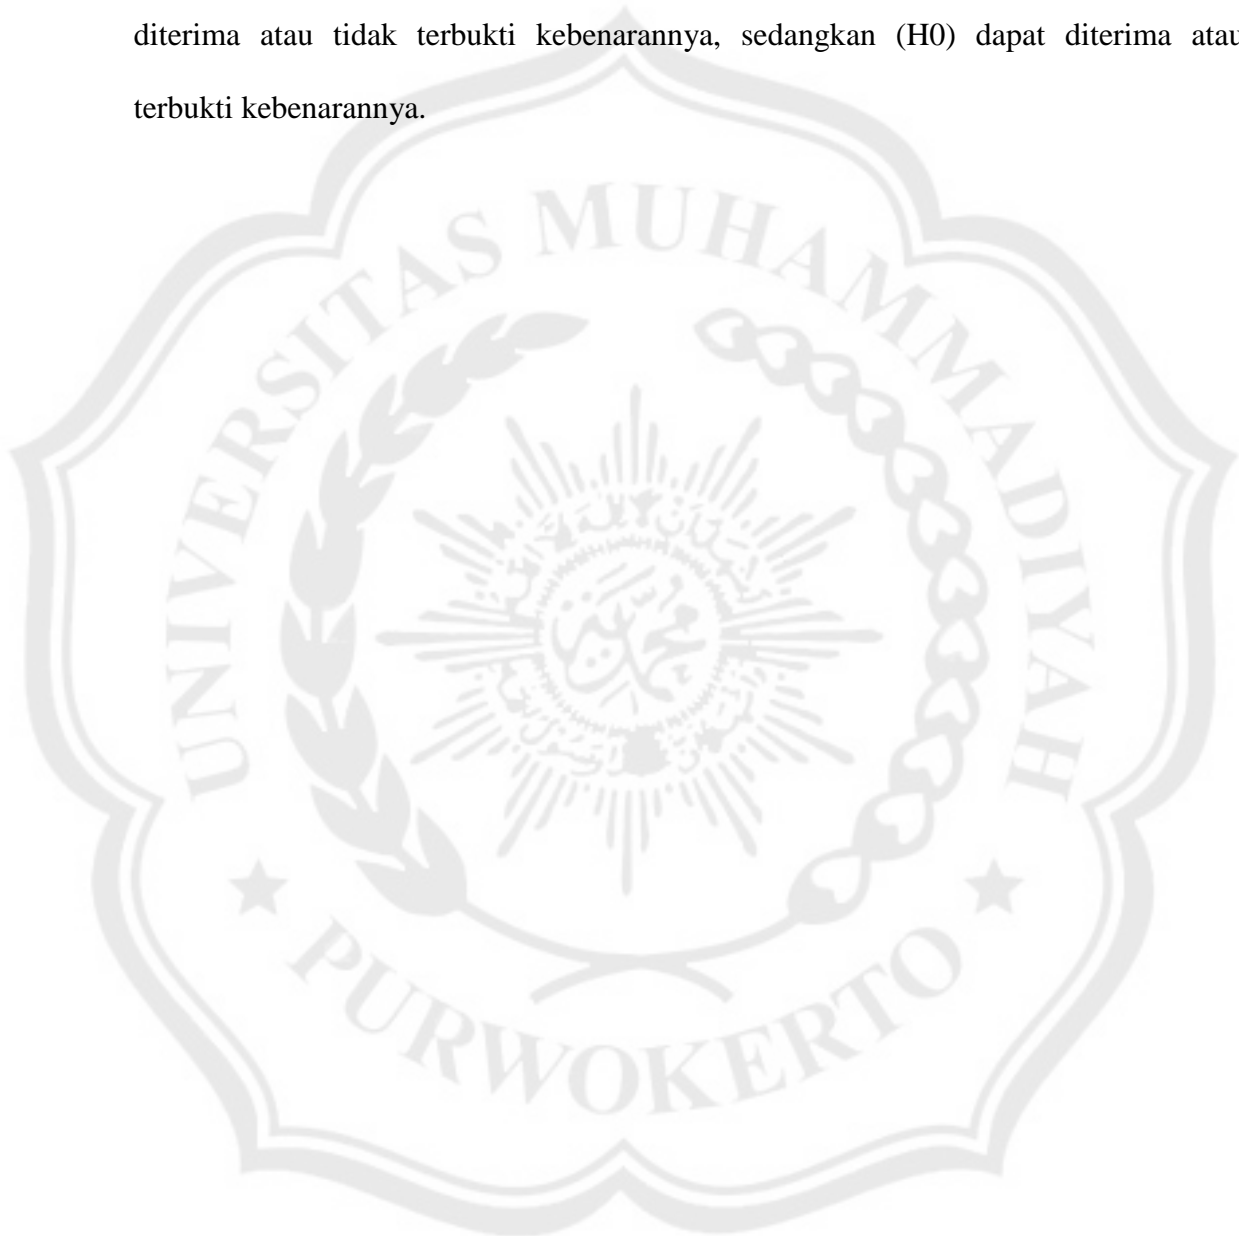 diterima atau tidak terbukti kebenarannya, sedangkan (H0) dapat diterima atau
terbukti kebenarannya.
UNIVERSITAS MUHAMMADIYAH
PURWOKERTO